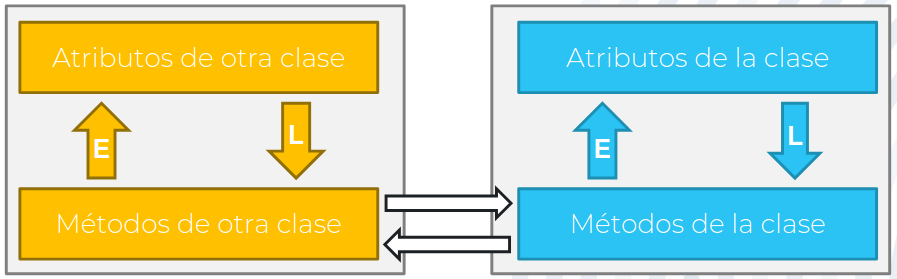 Atributos de otra clase
E
L
Métodos de otra clase
Atributos de la clase
E
L
Métodos de la clase